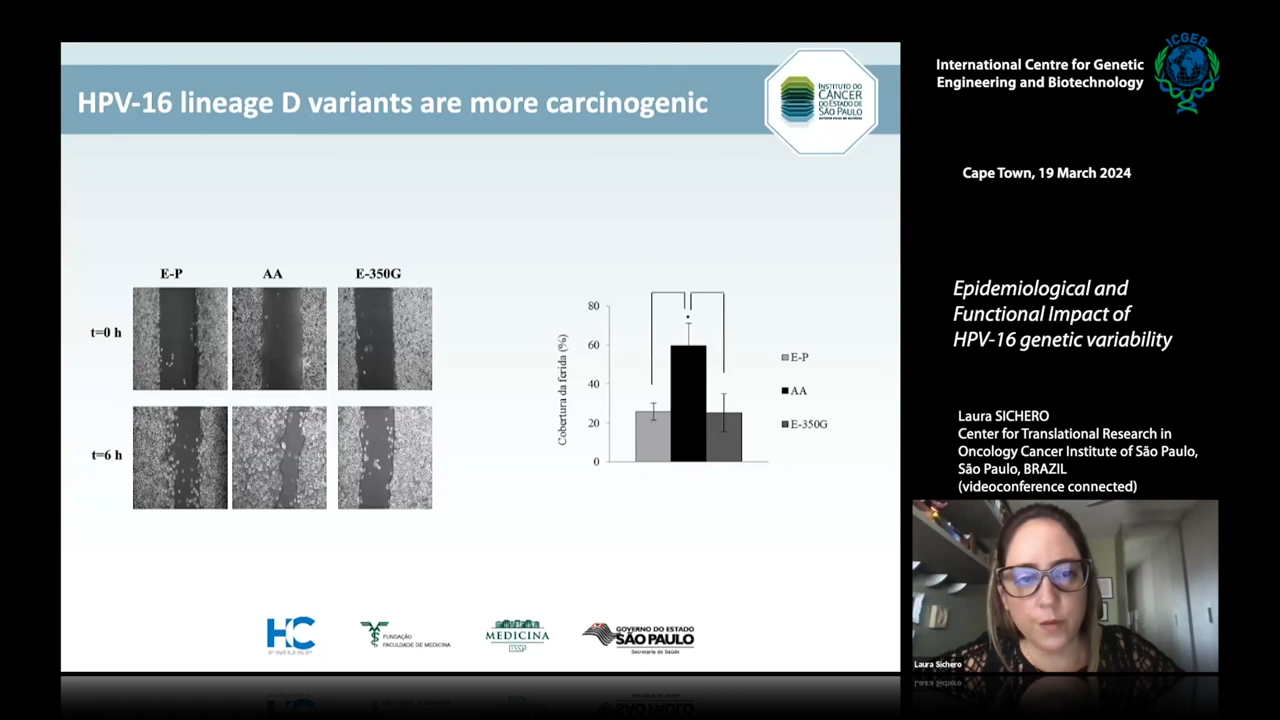 HPV-16 lineage D variants are more carcinogenic
INSTITUTO DO
CÂNCER
DO ESTADO DE
SÃO PAULO
E-P
AA
E-350G
t=0 h
t=6 h
Cobertura da ferida (%)
80
60
40
20
0
E-P
AA
E-350G
HC
FMUSP
FUNDAÇÃO
FACULDADE DE MEDICINA
MEDICINA
USP
GOVERNO DO ESTADO
SÃO PAULO
Secretaria da Saúde
International Centre for Genetic
Engineering and Biotechnology
ICGEB
Cape Town, 19 March 2024
Epidemiological and
Functional Impact of
HPV-16 genetic variability
Laura SICHERO
Center for Translational Research in
Oncology Cancer Institute of São Paulo,
São Paulo, BRAZIL
(videoconference connected)
Laura Sichero